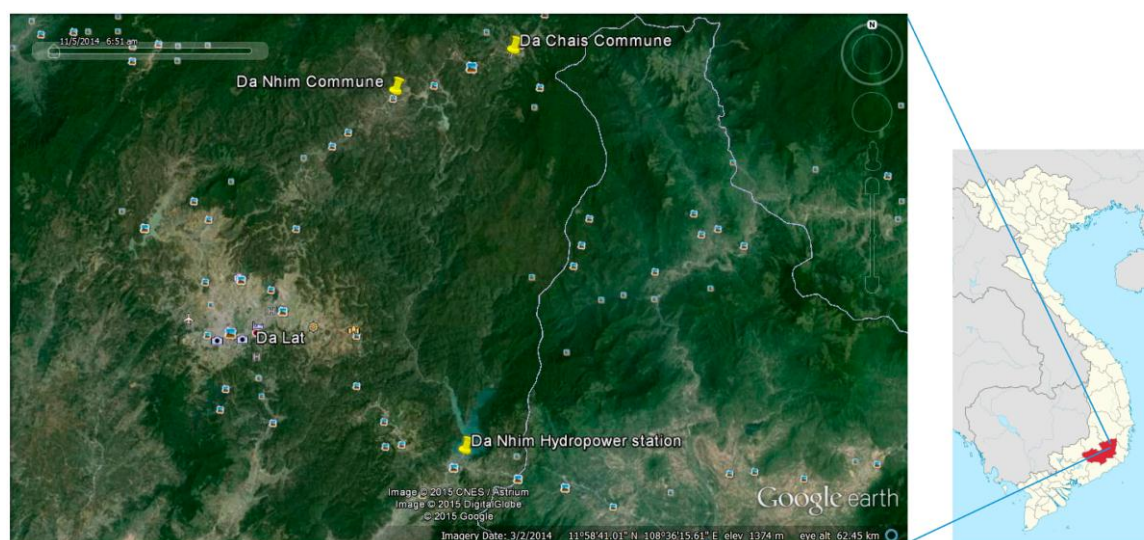 11/5/2014 6:51 am
N
Da Chais Commune
Da Nhim Commune
Da Lat
H
Da Nhim Hydropower station
Image © 2015 CNES / Astrium
Image © 2015 DigitalGlobe
© 2015 Google
Google earth
Imagery Date: 3/2/2014 11°58'41.01" N 108°36'15.61" E elev 1374 m eye alt 62.45 km